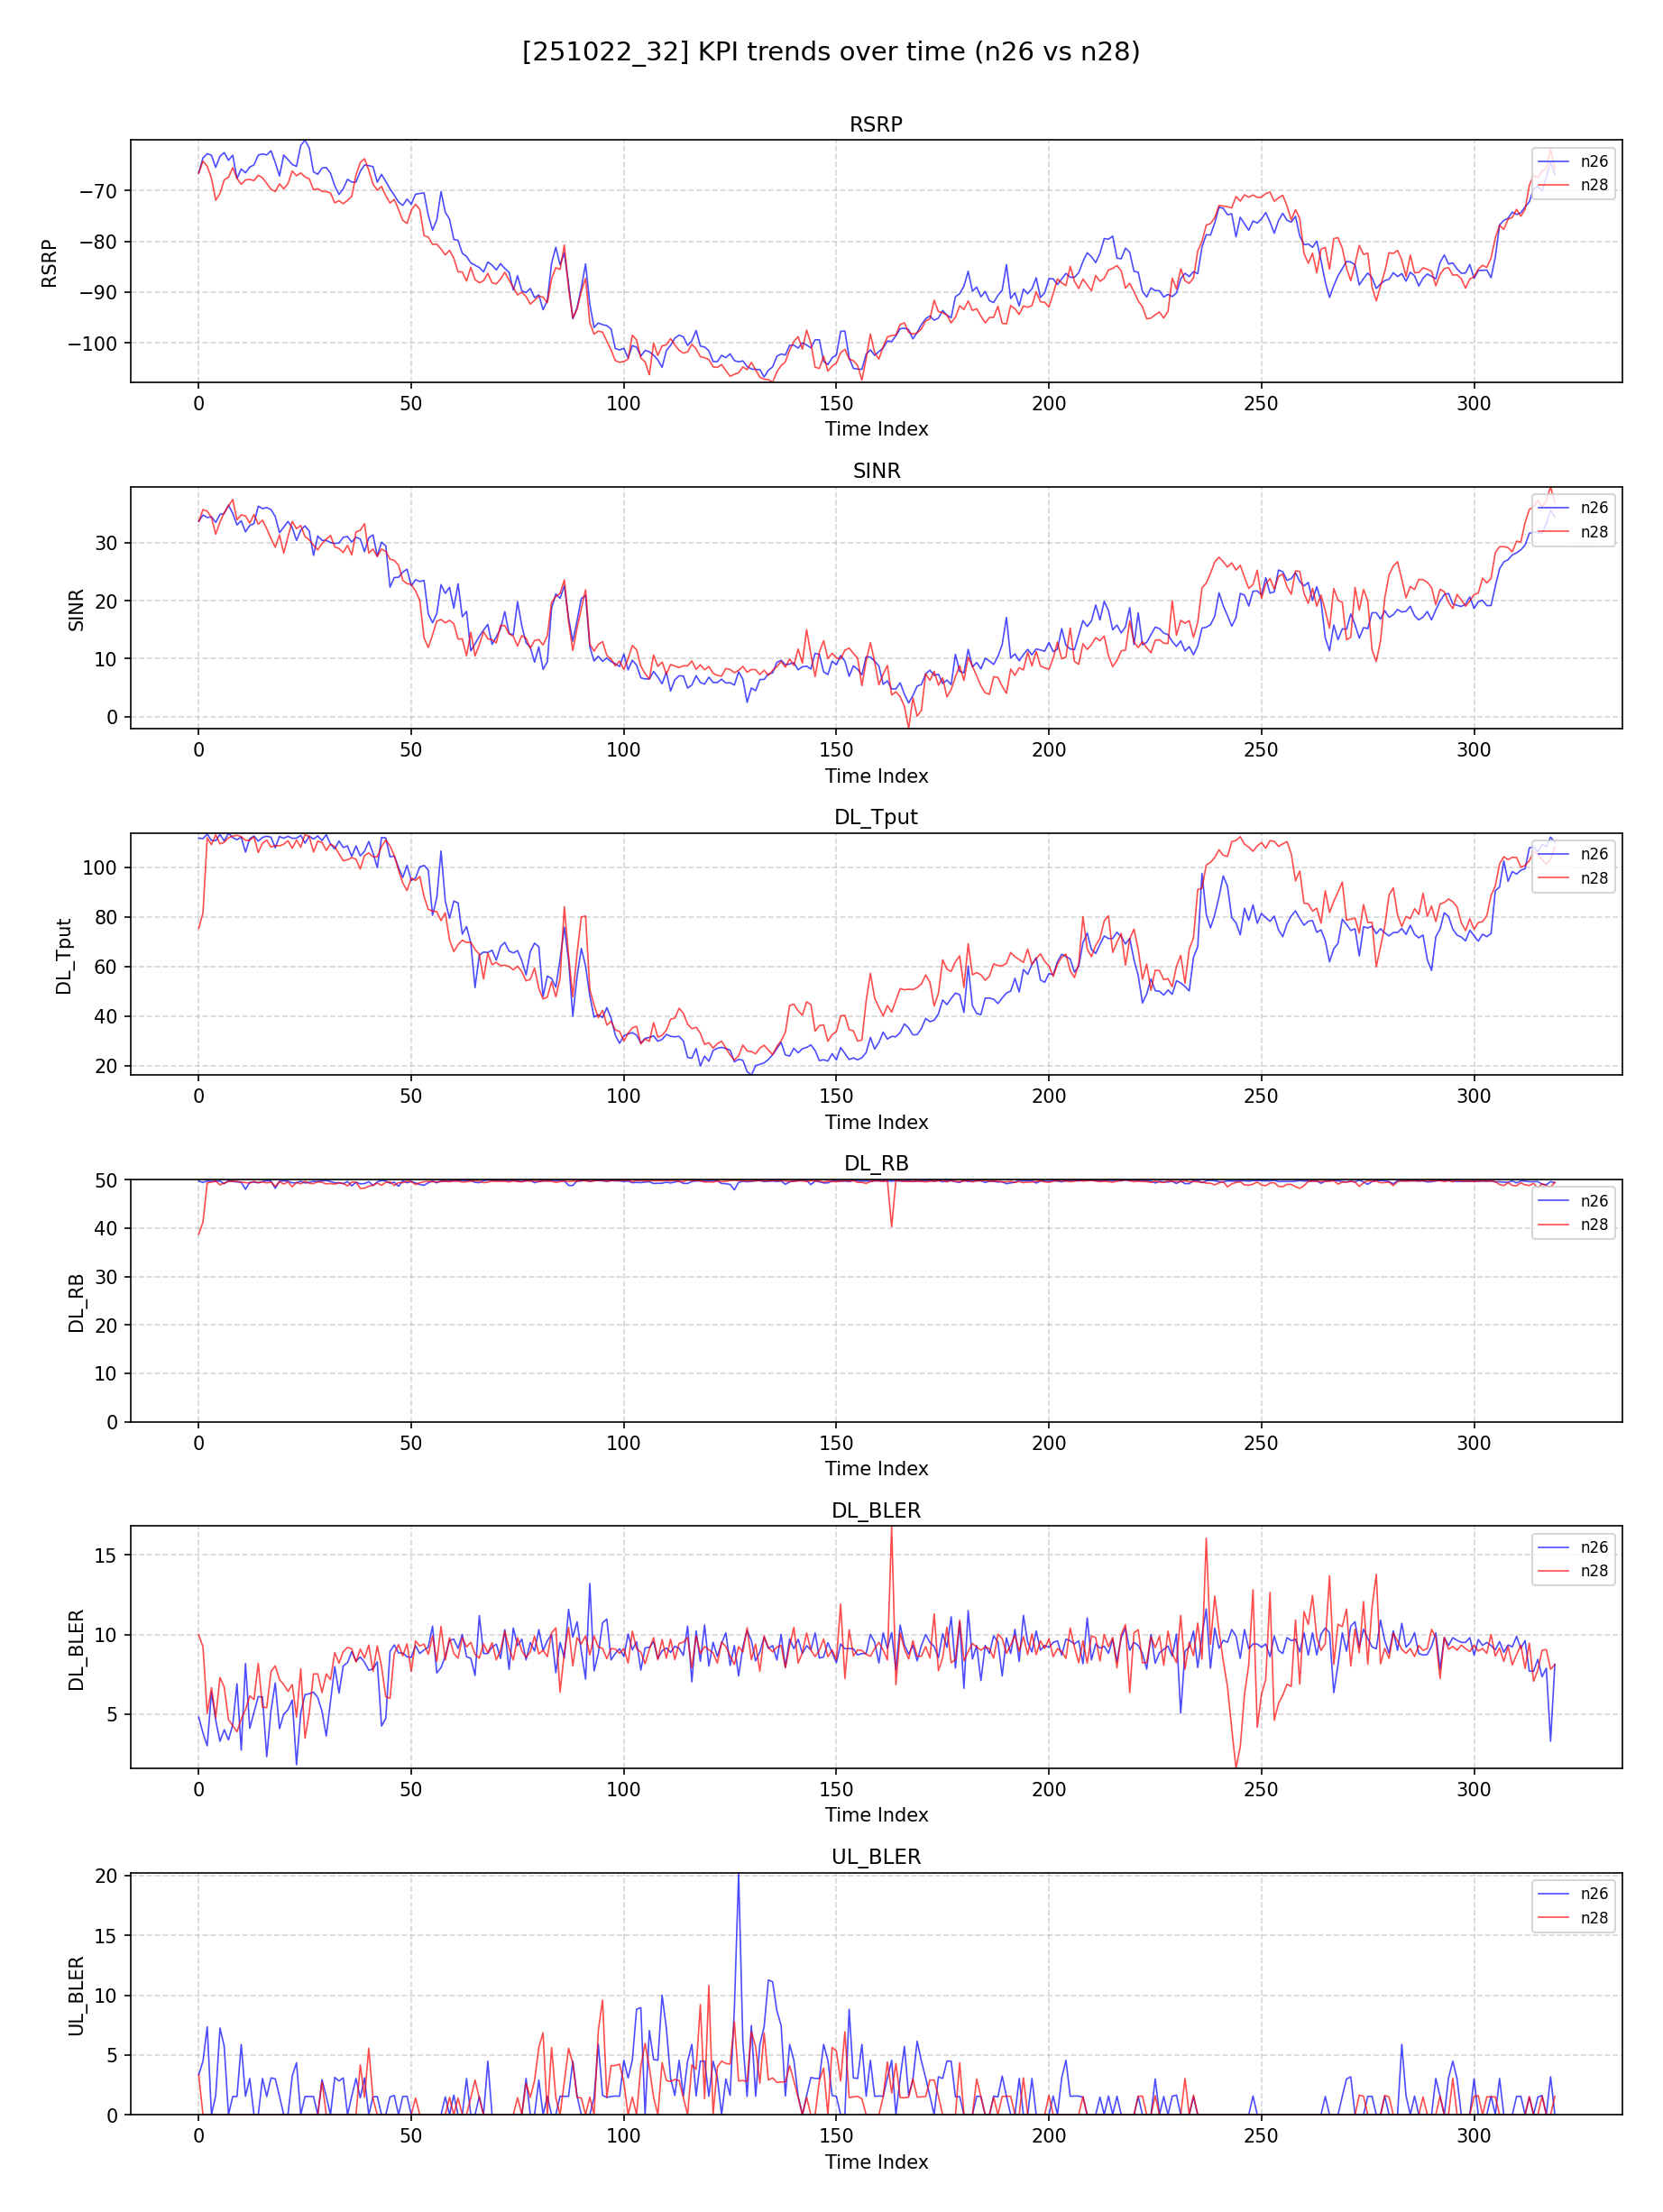 [251022_32] KPI trends over time (n26 vs n28)
RSRP
−70
−80
−90
−100
RSRP
n26
n28
0 50 100 150 200 250 300
Time Index
SINR
30
20
10
0
SINR
n26
n28
0 50 100 150 200 250 300
Time Index
DL_Tput
100
80
60
40
20
DL_Tput
n26
n28
0 50 100 150 200 250 300
Time Index
DL_RB
50
40
30
20
10
0
DL_RB
n26
n28
0 50 100 150 200 250 300
Time Index
DL_BLER
15
10
5
DL_BLER
n26
n28
0 50 100 150 200 250 300
Time Index
UL_BLER
20
15
10
5
0
UL_BLER
n26
n28
0 50 100 150 200 250 300
Time Index